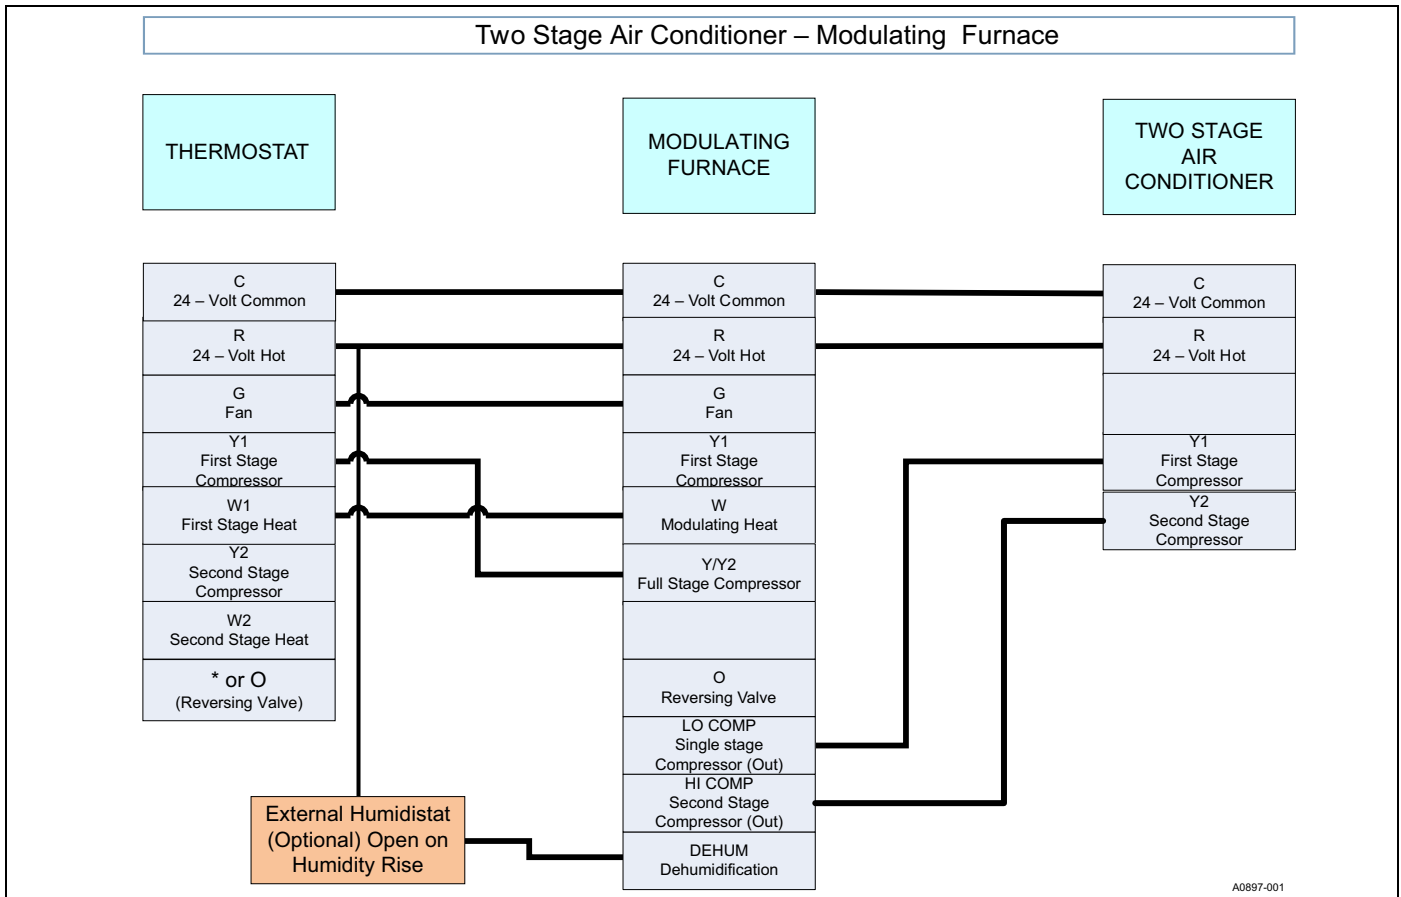 Two Stage Air Conditioner – Modulating Furnace
THERMOSTAT
MODULATING
FURNACE
TWO STAGE
AIR
CONDITIONER
C
24 – Volt Common
R
24 – Volt Hot
G
Fan
Y1
First Stage
Compressor
W1
First Stage Heat
Y2
Second Stage
Compressor
W2
Second Stage Heat
* or O
(Reversing Valve)
External Humidistat
(Optional) Open on
Humidity Rise
C
24 – Volt Common
R
24 – Volt Hot
G
Fan
Y1
First Stage
Compressor
W
Modulating Heat
Y/Y2
Full Stage Compressor
O
Reversing Valve
LO COMP
Single stage
Compressor (Out)
HI COMP
Second Stage
Compressor (Out)
DEHUM
Dehumidification
C
24 – Volt Common
R
24 – Volt Hot
Y1
First Stage
Compressor
Y2
Second Stage
Compressor
A0897-001